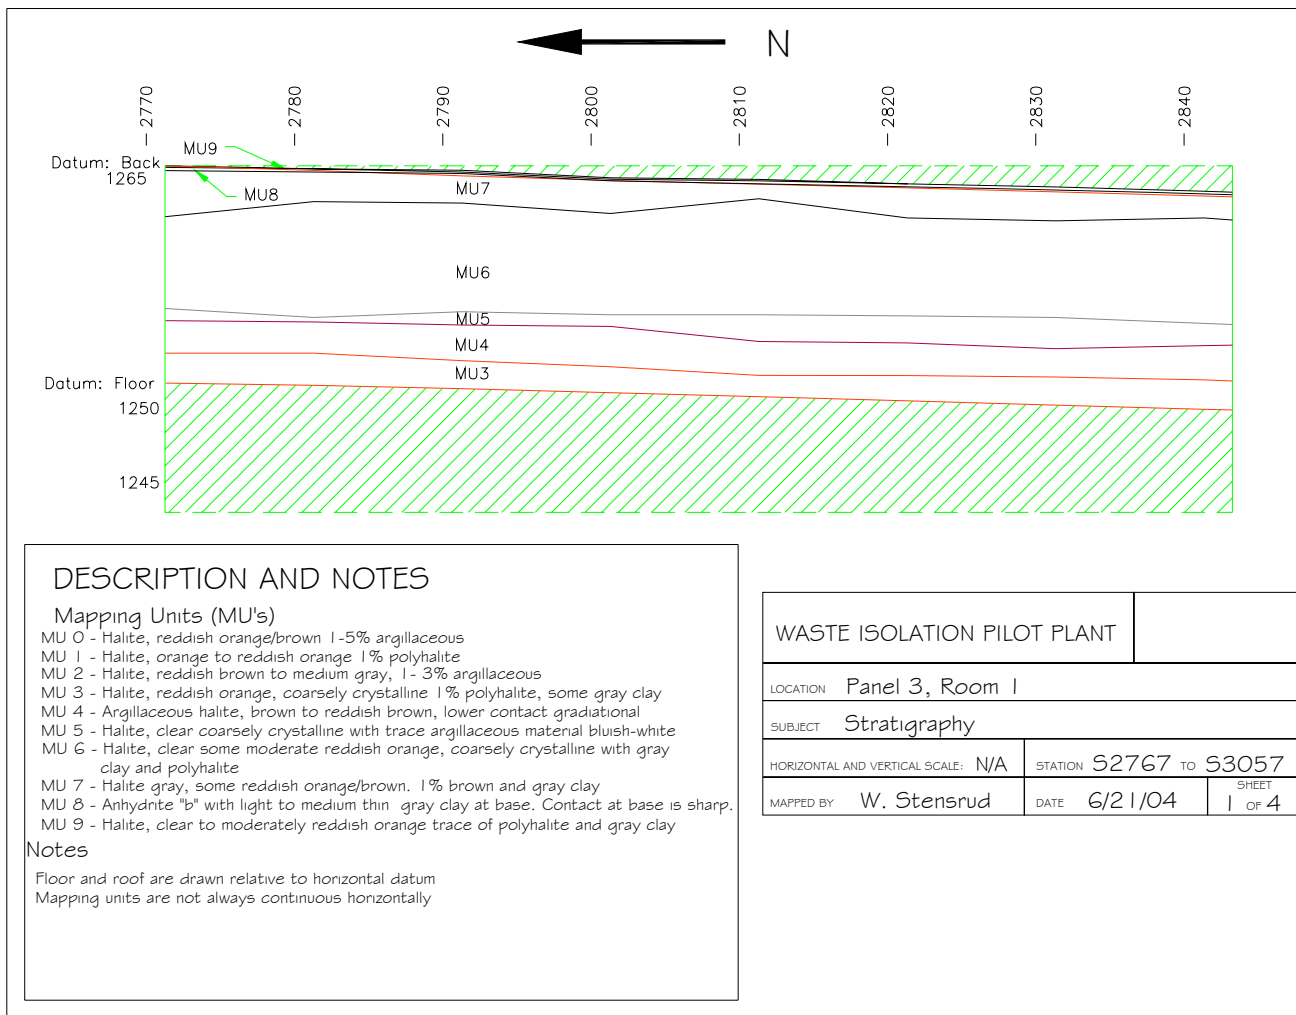 N
2770
2780
2790
2800
2810
2820
2830
2840
MU9
Datum: Back
1265
MU8
MU7
MU6
MU5
MU4
MU3
Datum: Floor
1250
1245
DESCRIPTION AND NOTES
Mapping Units (MU's)
MU 0 - Halite, reddish orange/brown 1-5% argillaceous
MU 1 - Halite, orange to reddish orange 1% polyhalite
MU 2 - Halite, reddish brown to medium gray, 1- 3% argillaceous
MU 3 - Halite, reddish orange, coarsely crystalline 1% polyhalite, some gray clay
MU 4 - Argillaceous halite, brown to reddish brown, lower contact gradiational
MU 5 - Halite, clear coarsely crystalline with trace argillaceous material bluish-white
MU 6 - Halite, clear some moderate reddish orange, coarsely crystalline with gray
clay and polyhalite
MU 7 - Halite gray, some reddish orange/brown. 1% brown and gray clay
MU 8 - Anhydrite "b" with light to medium thin gray clay at base. Contact at base is sharp.
MU 9 - Halite, clear to moderately reddish orange trace of polyhalite and gray clay
Notes
Floor and roof are drawn relative to horizontal datum
Mapping units are not always continuous horizontally
WASTE ISOLATION PILOT PLANT
LOCATION Panel 3, Room 1
SUBJECT Stratigraphy
HORIZONTAL AND VERTICAL SCALE: N/A
STATION S2767 TO S3057
MAPPED BY W. Stensrud
DATE 6/21/04
SHEET
1 OF 4